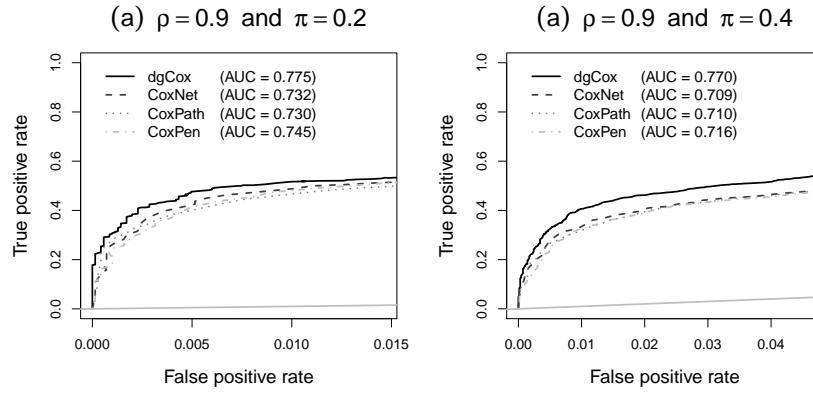 (a) ρ=0.9 and π=0.2
True positive rate
1.0
0.8
0.6
0.4
0.2
0.0
dgCox (AUC = 0.775)
CoxNet (AUC = 0.732)
CoxPath (AUC = 0.730)
CoxPen (AUC = 0.745)
0.000 0.005 0.010 0.015
False positive rate
(a) ρ=0.9 and π=0.4
True positive rate
1.0
0.8
0.6
0.4
0.2
0.0
dgCox (AUC = 0.770)
CoxNet (AUC = 0.709)
CoxPath (AUC = 0.710)
CoxPen (AUC = 0.716)
0.00 0.01 0.02 0.03 0.04
False positive rate